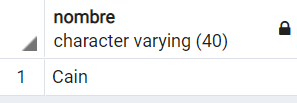 nombre
character varying (40)
1 Cain